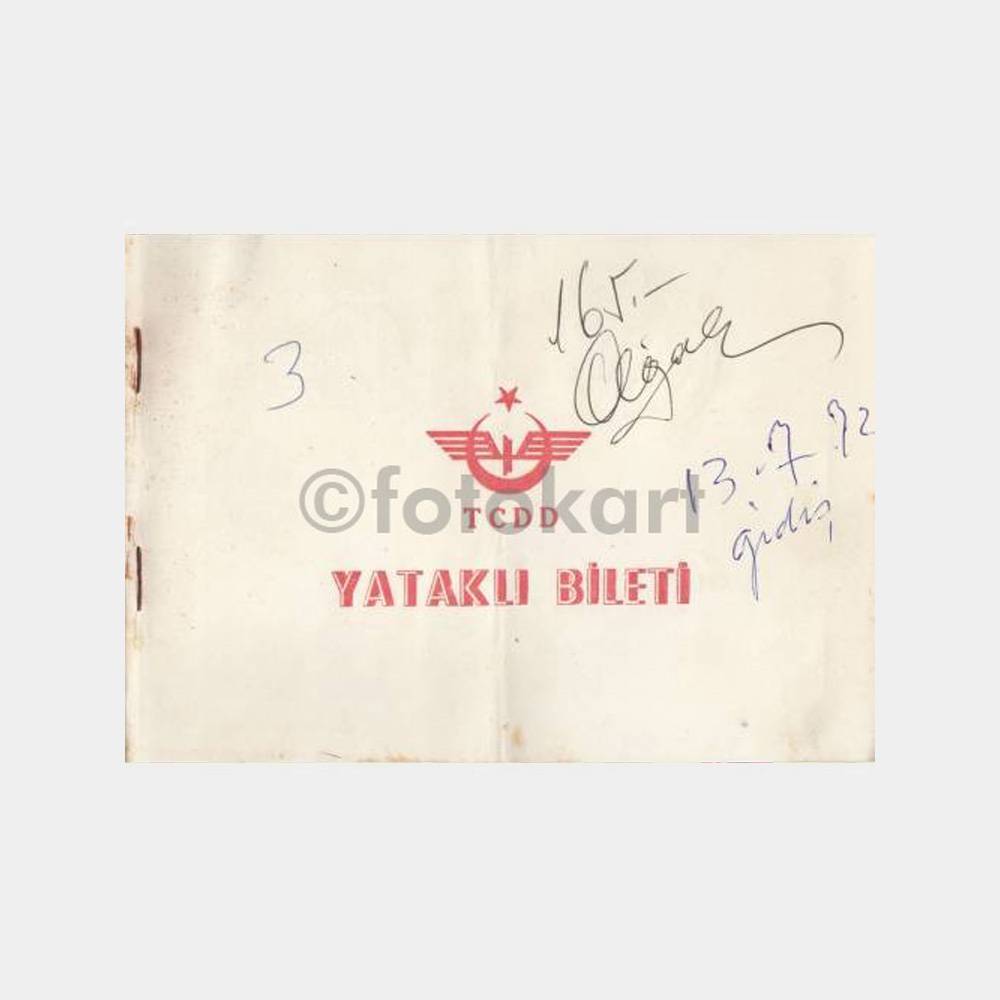 165.-
3
13.7.72
gidiş
TCDD
©fotokart
YATAKLI BİLETİ